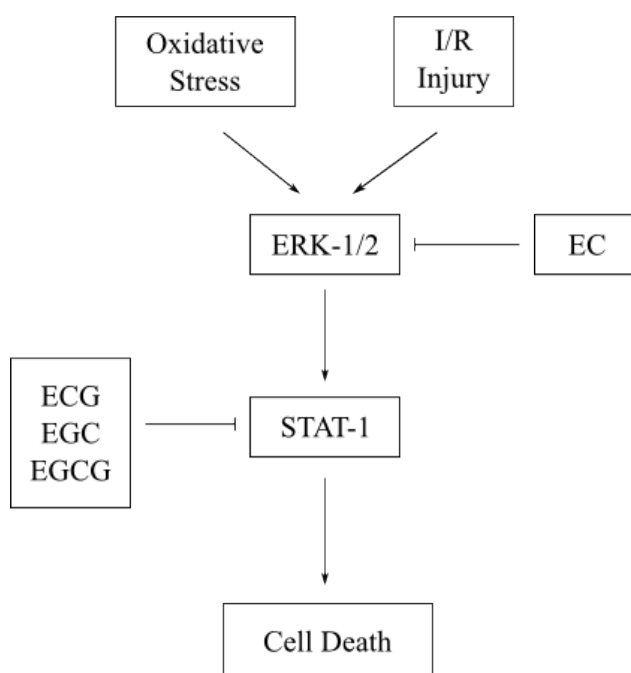 Oxidative
Stress
I/R
Injury
ERK-1/2
EC
ECG
EGC
EGCG
STAT-1
Cell Death